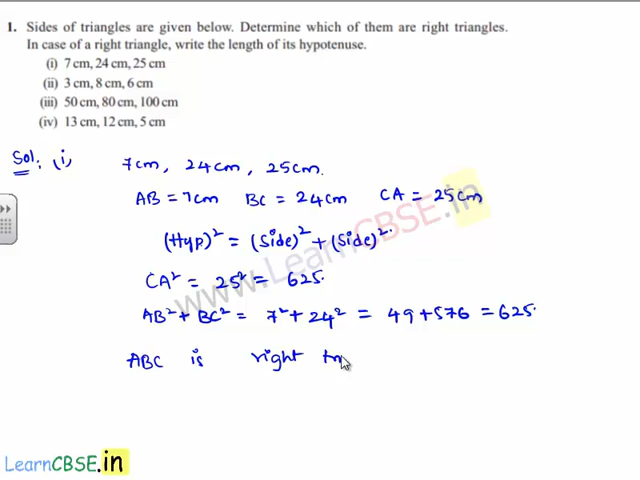 1. Sides of triangles are given below. Determine which of them are right triangles.
In case of a right triangle, write the length of its hypotenuse.
(i) 7 cm, 24 cm, 25 cm
(ii) 3 cm, 8 cm, 6 cm
(iii) 50 cm, 80 cm, 100 cm
(iv) 13 cm, 12 cm, 5 cm
Sol: (i) 7cm, 24cm, 25cm.
AB = 7cm BC = 24cm CA = 25cm
(Hyp)² = (Side)² + (Side)².
CA² = 25² = 625.
AB² + BC² = 7² + 24² = 49+576 = 625.
ABC is right tri
www.LearnCBSE.in
LearnCBSE.in